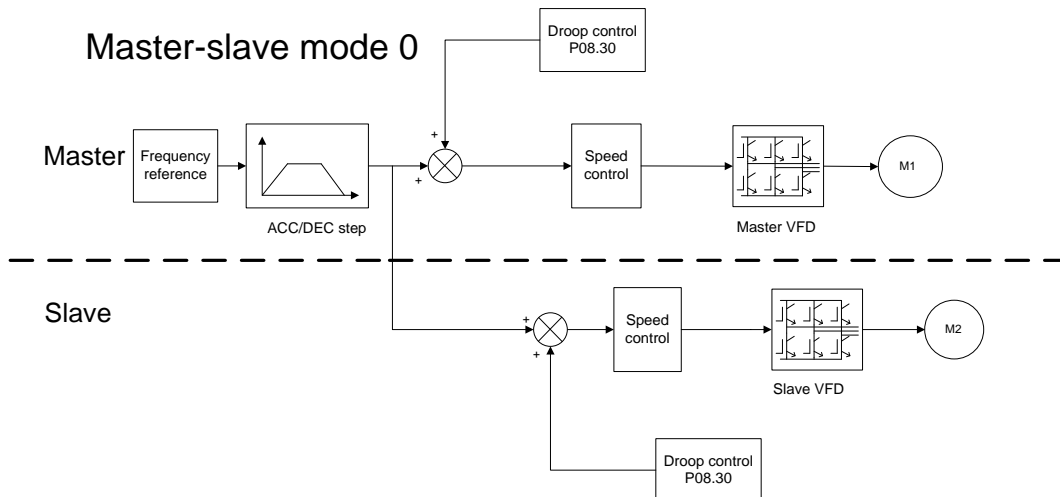 Master-slave mode 0
Droop control
P08.30
Master
Frequency
reference
+
+
Speed
control
M1
ACC/DEC step
Master VFD
Slave
+
+
Speed
control
M2
Slave VFD
Droop control
P08.30